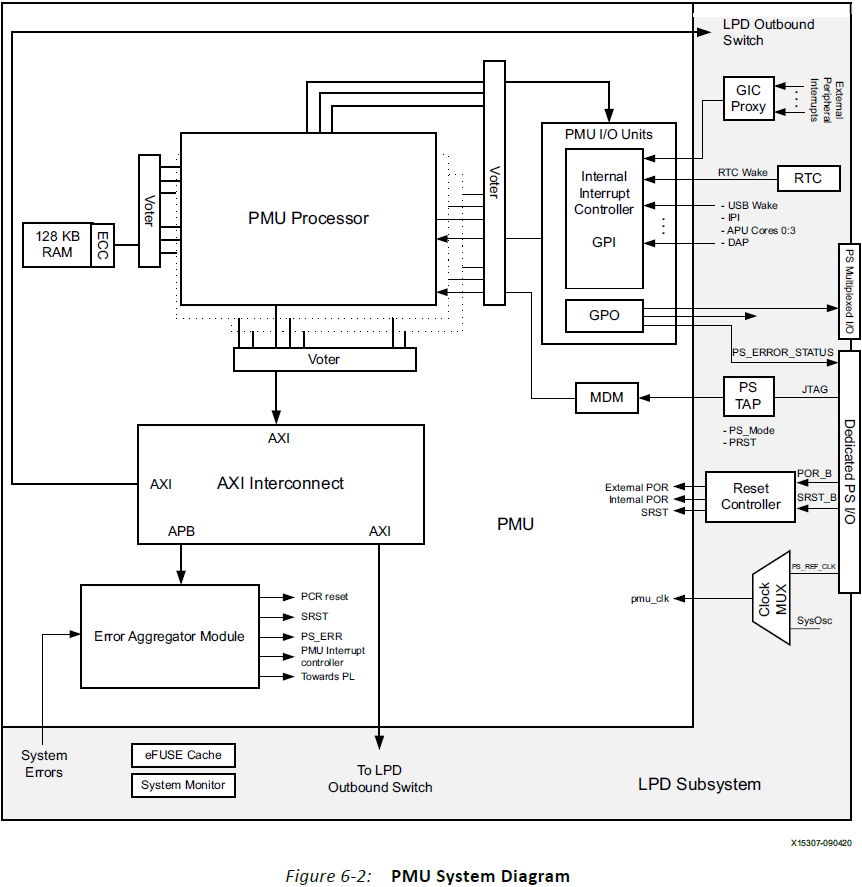 LPD Outbound
Switch
GIC
Proxy
External
Peripheral
Interrupts
PMU I/O Units
Internal
Interrupt
Controller
GPI
RTC Wake
RTC
- USB Wake
- IPI
- APU Cores 0:3
- DAP
Voter
PMU Processor
Voter
128 KB
RAM
ECC
GPO
PS Multiplexed I/O
Voter
PS_ERROR_STATUS
MDM
PS
TAP
JTAG
- PS_Mode
- PRST
Dedicated PS I/O
AXI
AXI
AXI Interconnect
APB
AXI
PMU
External POR
Internal POR
SRST
Reset
Controller
POR_B
SRST_B
pmu_clk
Clock
MUX
PS_REF_CLK
SysOsc
Error Aggregator Module
PCR reset
SRST
PS_ERR
PMU Interrupt
controller
Towards PL
System
Errors
eFUSE Cache
System Monitor
To LPD
Outbound Switch
LPD Subsystem
X15307-090420
Figure 6-2: PMU System Diagram